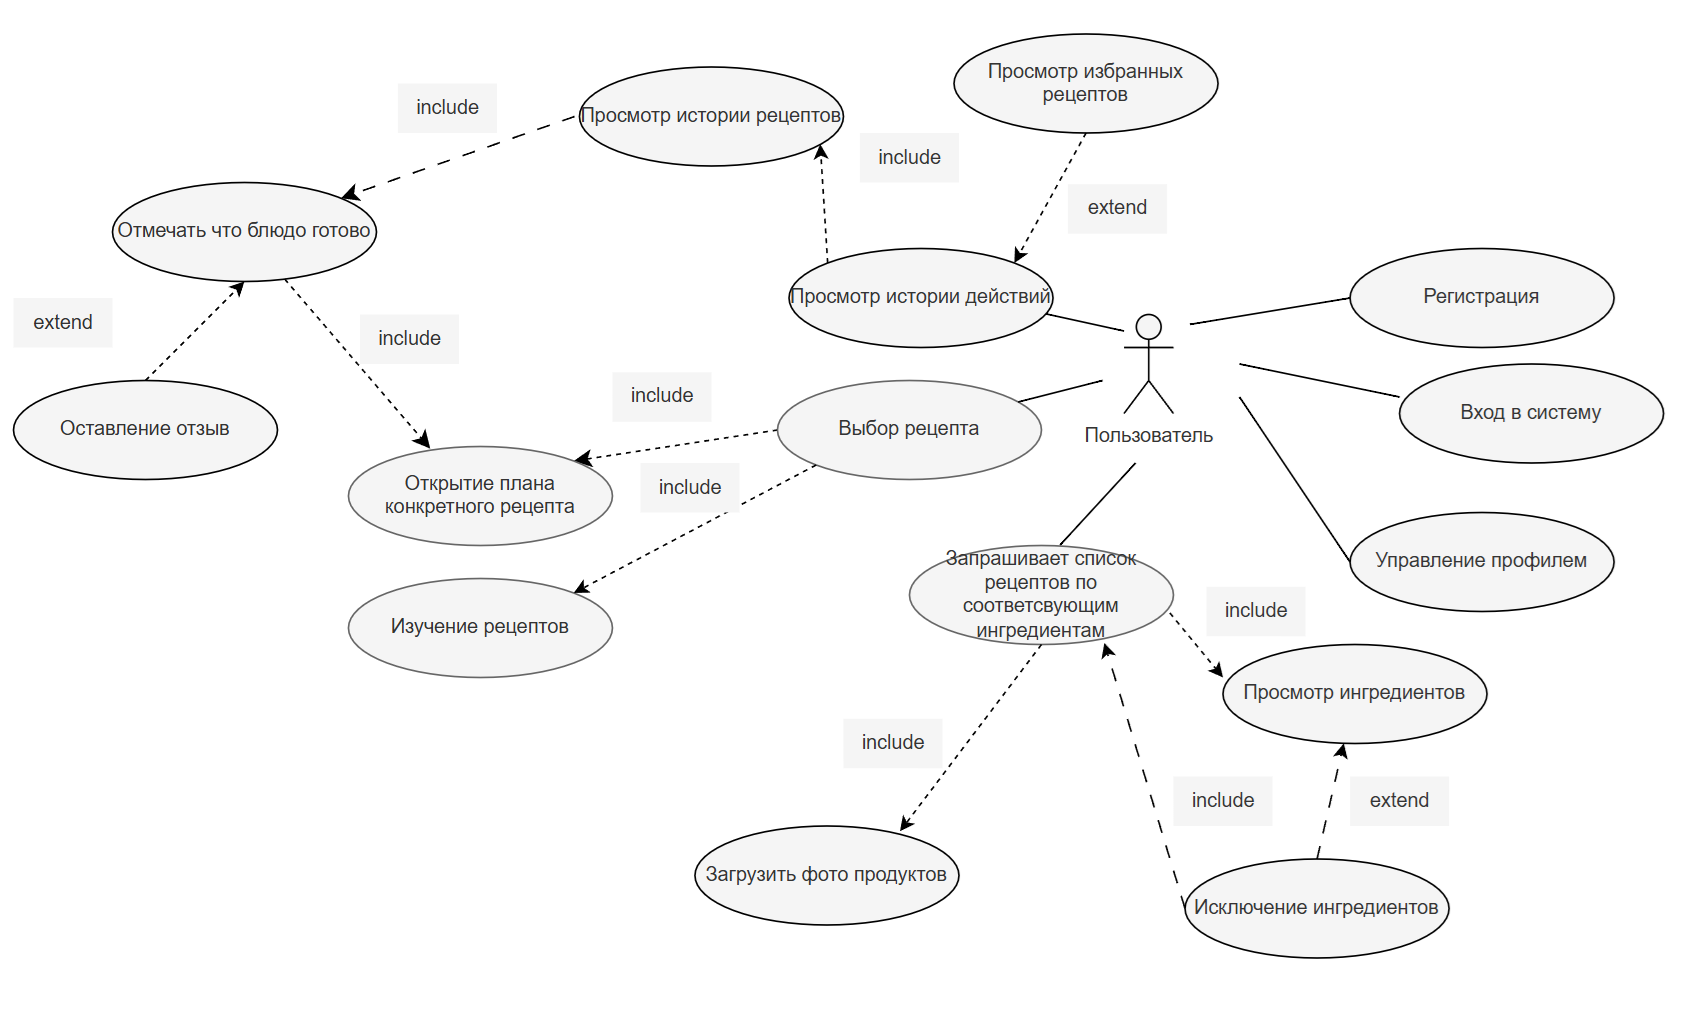 Просмотр избранных
рецептов
include
Просмотр истории рецептов
include
extend
Отмечать что блюдо готово
Просмотр истории действий
Регистрация
extend
include
include
Вход в систему
Оставление отзыв
Выбор рецепта
Пользователь
Открытие плана
конкретного рецепта
include
Управление профилем
Запрашивает список
рецептов по
соответсвующим
ингредиентам
Изучение рецептов
include
Просмотр ингредиентов
include
include
extend
Загрузить фото продуктов
Исключение ингредиентов